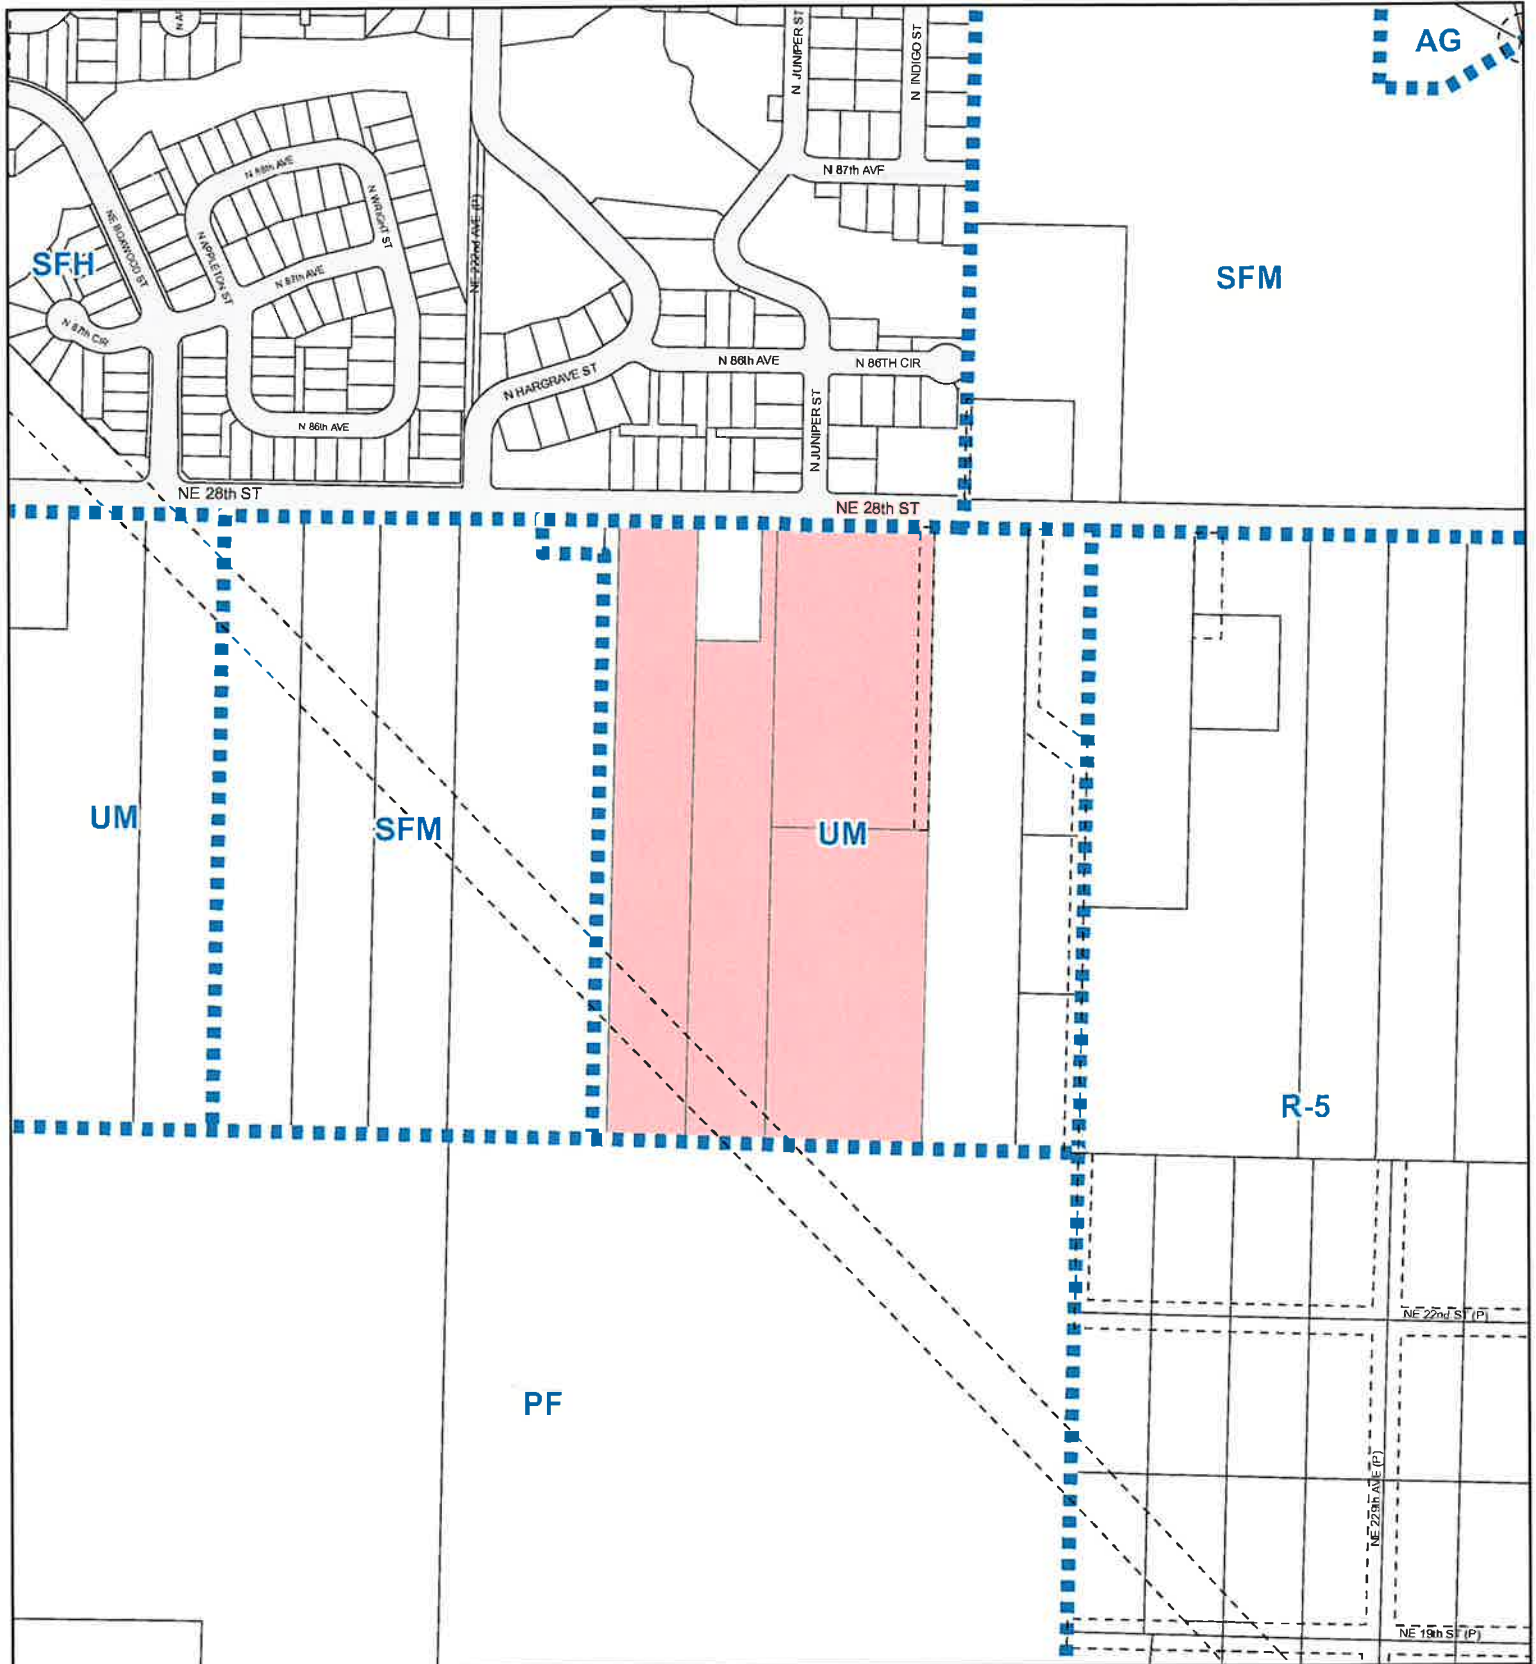 AG
N JUNIPER ST
N INDIGO ST
N 88th AVE
N 87th AVE
N WRIGHT ST
NE 222nd AVE (P)
NE BOXWOOD ST
N APPLETON ST
SFH
N 87th AVE
SFM
N 87th CIR
N 86th AVE
N 86TH CIR
N HARGRAVE ST
N JUNIPER ST
N 86th AVE
NE 28th ST
NE 28th ST
UM
SFM
UM
R-5
NE 22nd ST (P)
PF
NE 229th AVE (P)
NE 19th ST (P)